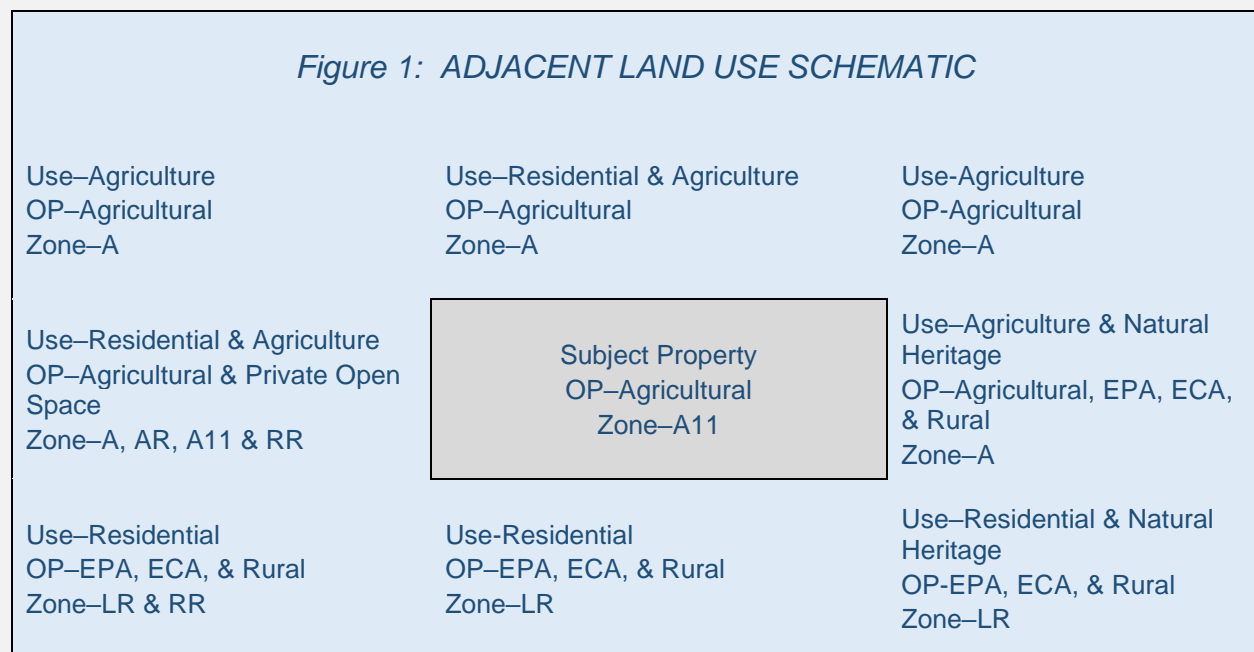 Figure 1:  ADJACENT LAND USE SCHEMATIC
Use–Agriculture
OP–Agricultural
Zone–A
Use–Residential & Agriculture
OP–Agricultural
Zone–A
Use-Agriculture
OP-Agricultural
Zone–A
Use–Residential & Agriculture
OP–Agricultural & Private Open
Space
Zone–A, AR, A11 & RR
Subject Property
OP–Agricultural
Zone–A11
Use–Agriculture & Natural
Heritage
OP–Agricultural, EPA, ECA,
& Rural
Zone–A
Use–Residential
OP–EPA, ECA, & Rural
Zone–LR & RR
Use-Residential
OP–EPA, ECA, & Rural
Zone–LR
Use–Residential & Natural
Heritage
OP-EPA, ECA, & Rural
Zone–LR